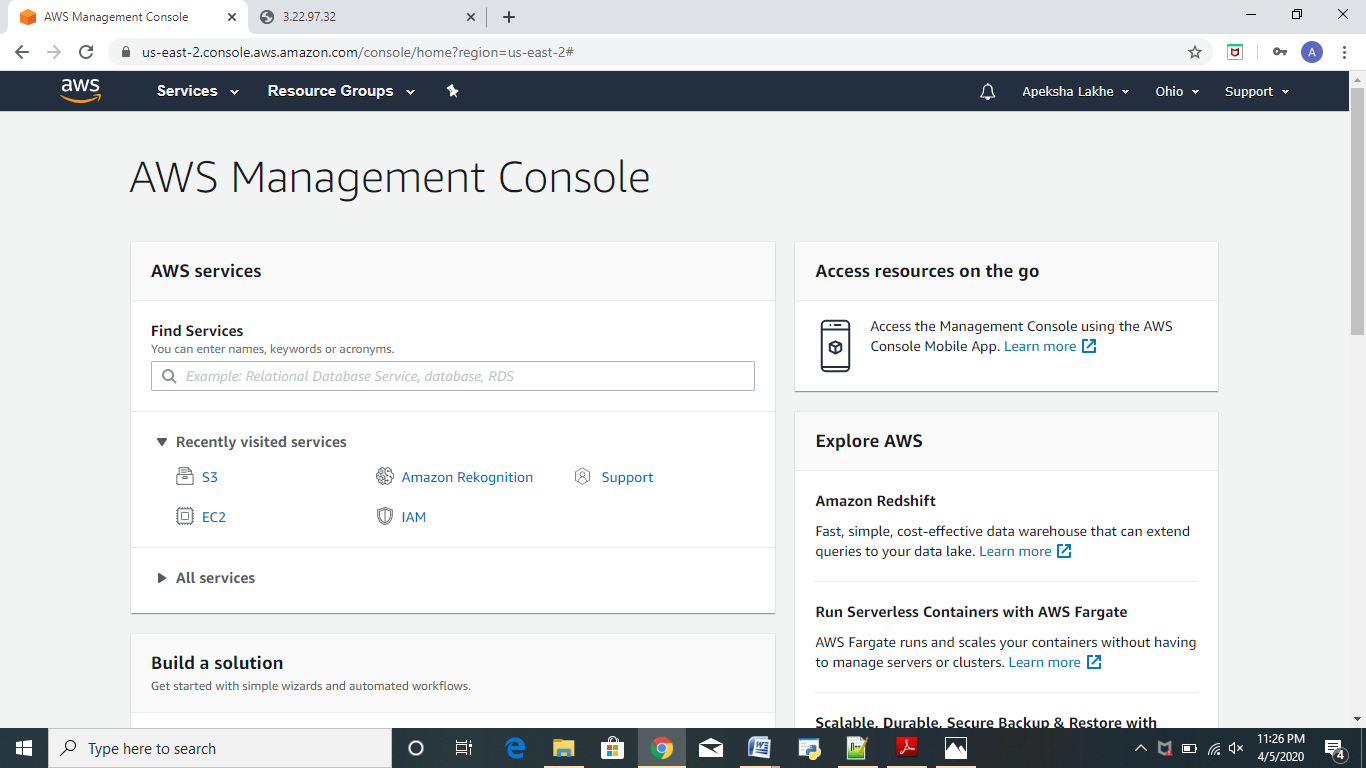 AWS Management Console
3.22.97.32
us-east-2.console.aws.amazon.com/console/home?region=us-east-2#
A
aws
Services
Resource Groups
Apeksha Lakhe
Ohio
Support
AWS Management Console
AWS services
Find Services
You can enter names, keywords or acronyms.
Example: Relational Database Service, database, RDS
Recently visited services
S3
Amazon Rekognition
Support
EC2
IAM
All services
Build a solution
Get started with simple wizards and automated workflows.
Access resources on the go
Access the Management Console using the AWS
Console Mobile App. Learn more
Explore AWS
Amazon Redshift
Fast, simple, cost-effective data warehouse that can extend
queries to your data lake. Learn more
Run Serverless Containers with AWS Fargate
AWS Fargate runs and scales your containers without having
to manage servers or clusters. Learn more
Scalable, Durable, Secure Backup & Restore with
Type here to search
11:26 PM
4/5/2020
4